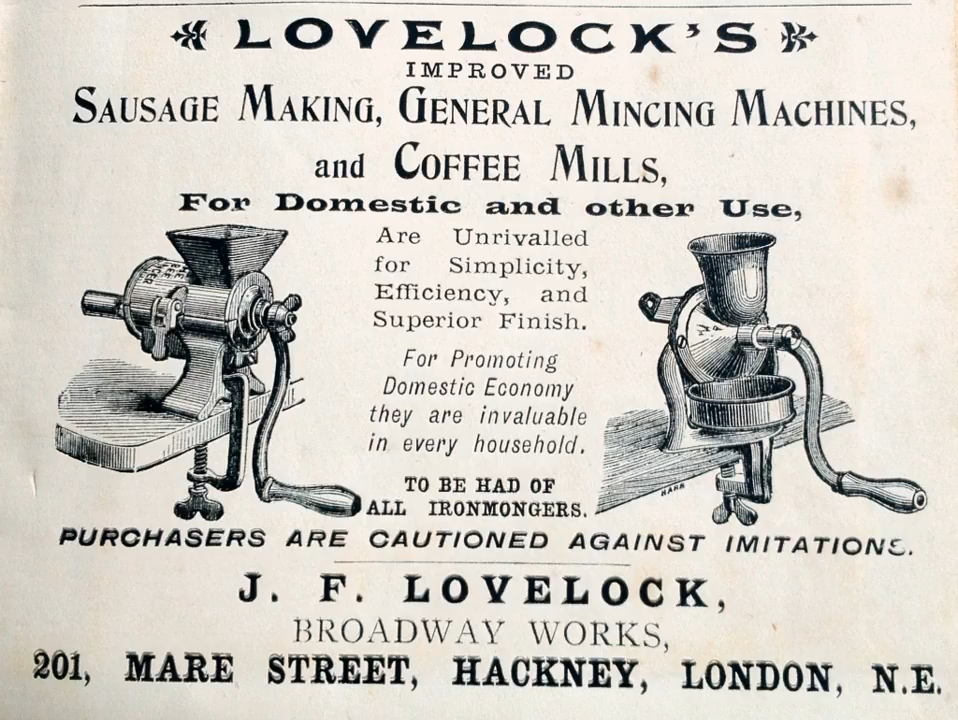 LOVELOCK'S
IMPROVED
SAUSAGE MAKING, GENERAL MINCING MACHINES,
and COFFEE MILLS,
For Domestic and other Use,
Are Unrivalled
for Simplicity,
Efficiency, and
Superior Finish.
For Promoting
Domestic Economy
they are invaluable
in every household.
TO BE HAD OF
ALL IRONMONGERS.
PURCHASERS ARE CAUTIONED AGAINST IMITATIONS.
J. F. LOVELOCK,
BROADWAY WORKS,
201, MARE STREET, HACKNEY, LONDON, N.E.